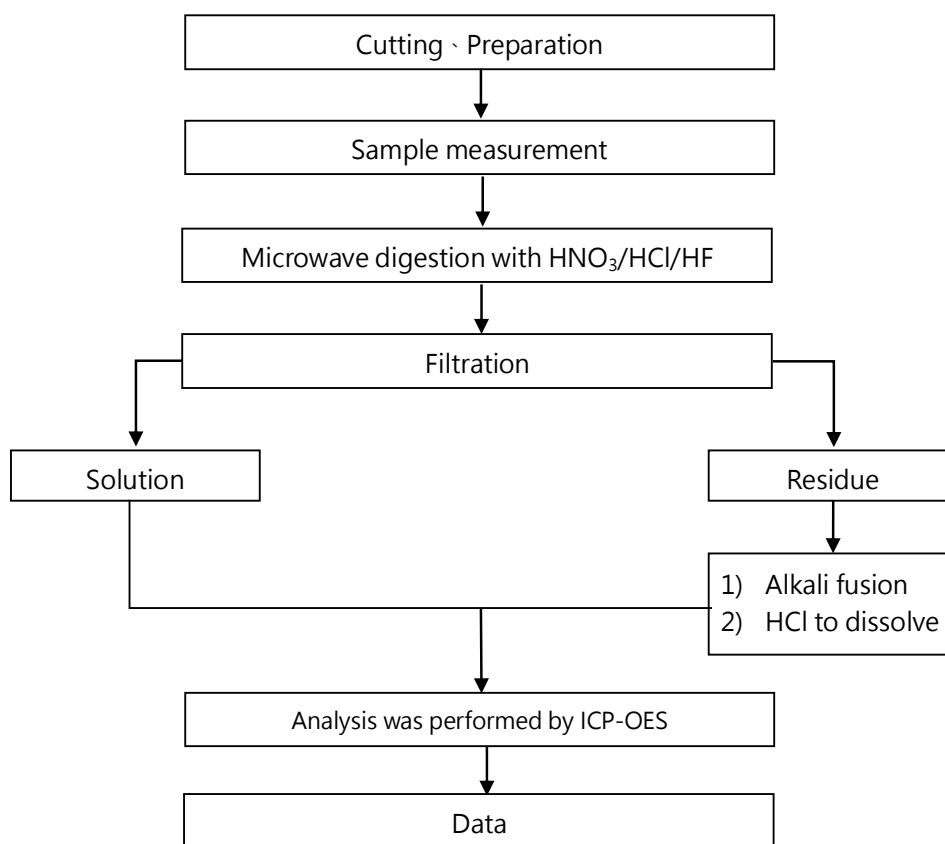 Cutting、Preparation
Sample measurement
Microwave digestion with HNO₃/HCl/HF
Filtration
Solution
Residue
1) Alkali fusion
2) HCl to dissolve
Analysis was performed by ICP-OES
Data